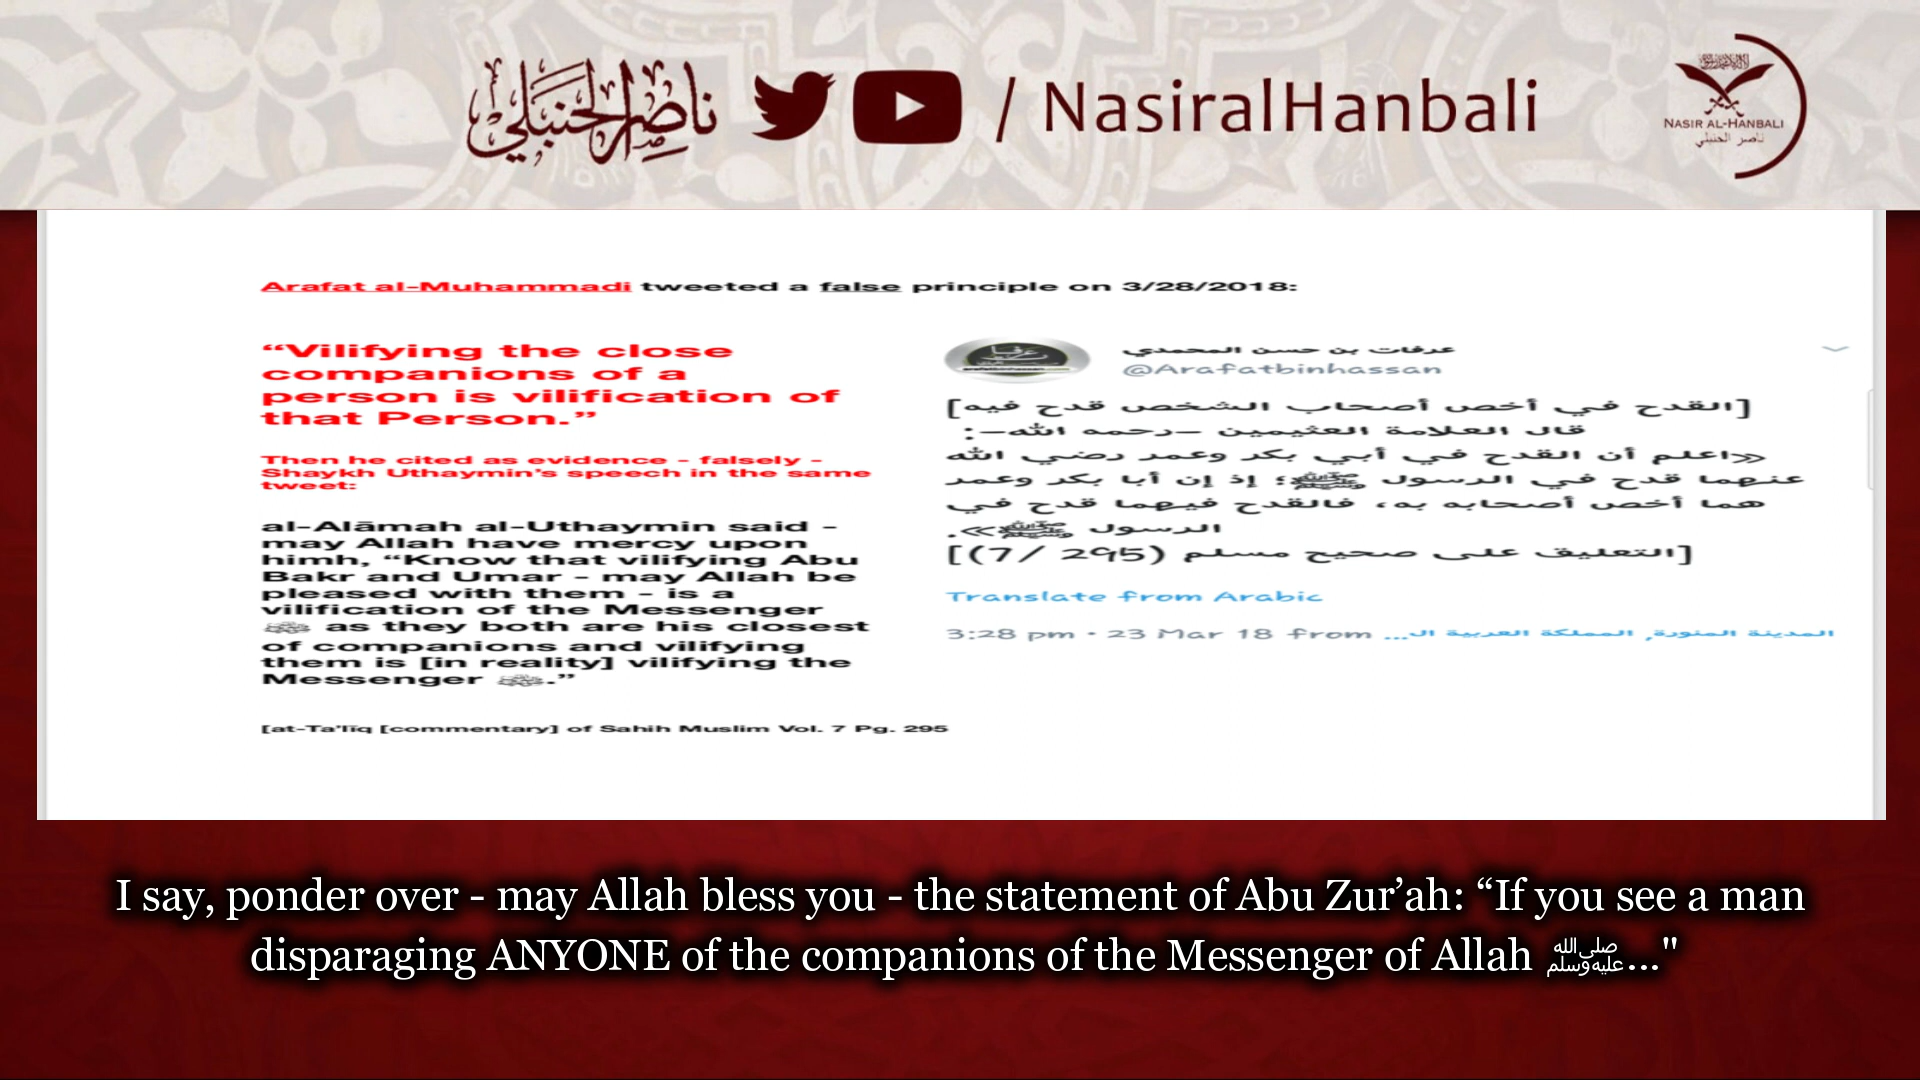 ناصر الحنبلي / NasiralHanbali
NASIR AL-HANBALI
ناصر الحنبلي
Arafat al-Muhammadi tweeted a false principle on 3/28/2018:
“Vilifying the close
companions of a
person is vilification of
that Person.”
Then he cited as evidence - falsely -
Shaykh Uthaymin’s speech in the same
tweet:
al-Alāmah al-Uthaymin said -
may Allah have mercy upon
himh, “Know that vilifying Abu
Bakr and Umar - may Allah be
pleased with them - is a
vilification of the Messenger
ﷺ as they both are his closest
of companions and vilifying
them is [in reality] vilifying the
Messenger ﷺ.”
[at-Ta’līq [commentary] of Sahih Muslim Vol. 7 Pg. 295
عرفات بن حسن المحمدي
@Arafatbinhassan
[القدح في أخص أصحاب الشخص قدح فيه]
قال العلامة العثيمين –رحمه الله–:
«اعلم أن القدح في أبي بكر وعمر رضي الله
عنهما قدح في الرسول ﷺ؛ إذ إن أبا بكر وعمر
هما أخص أصحابه به، فالقدح فيهما قدح في
الرسول ﷺ».
[التعليق على صحيح مسلم (7/ 295)]
Translate from Arabic
3:28 pm • 23 Mar 18 from المدينة المنورة, المملكة العربية ال...
I say, ponder over - may Allah bless you - the statement of Abu Zur’ah: “If you see a man
disparaging ANYONE of the companions of the Messenger of Allah ﷺ..."